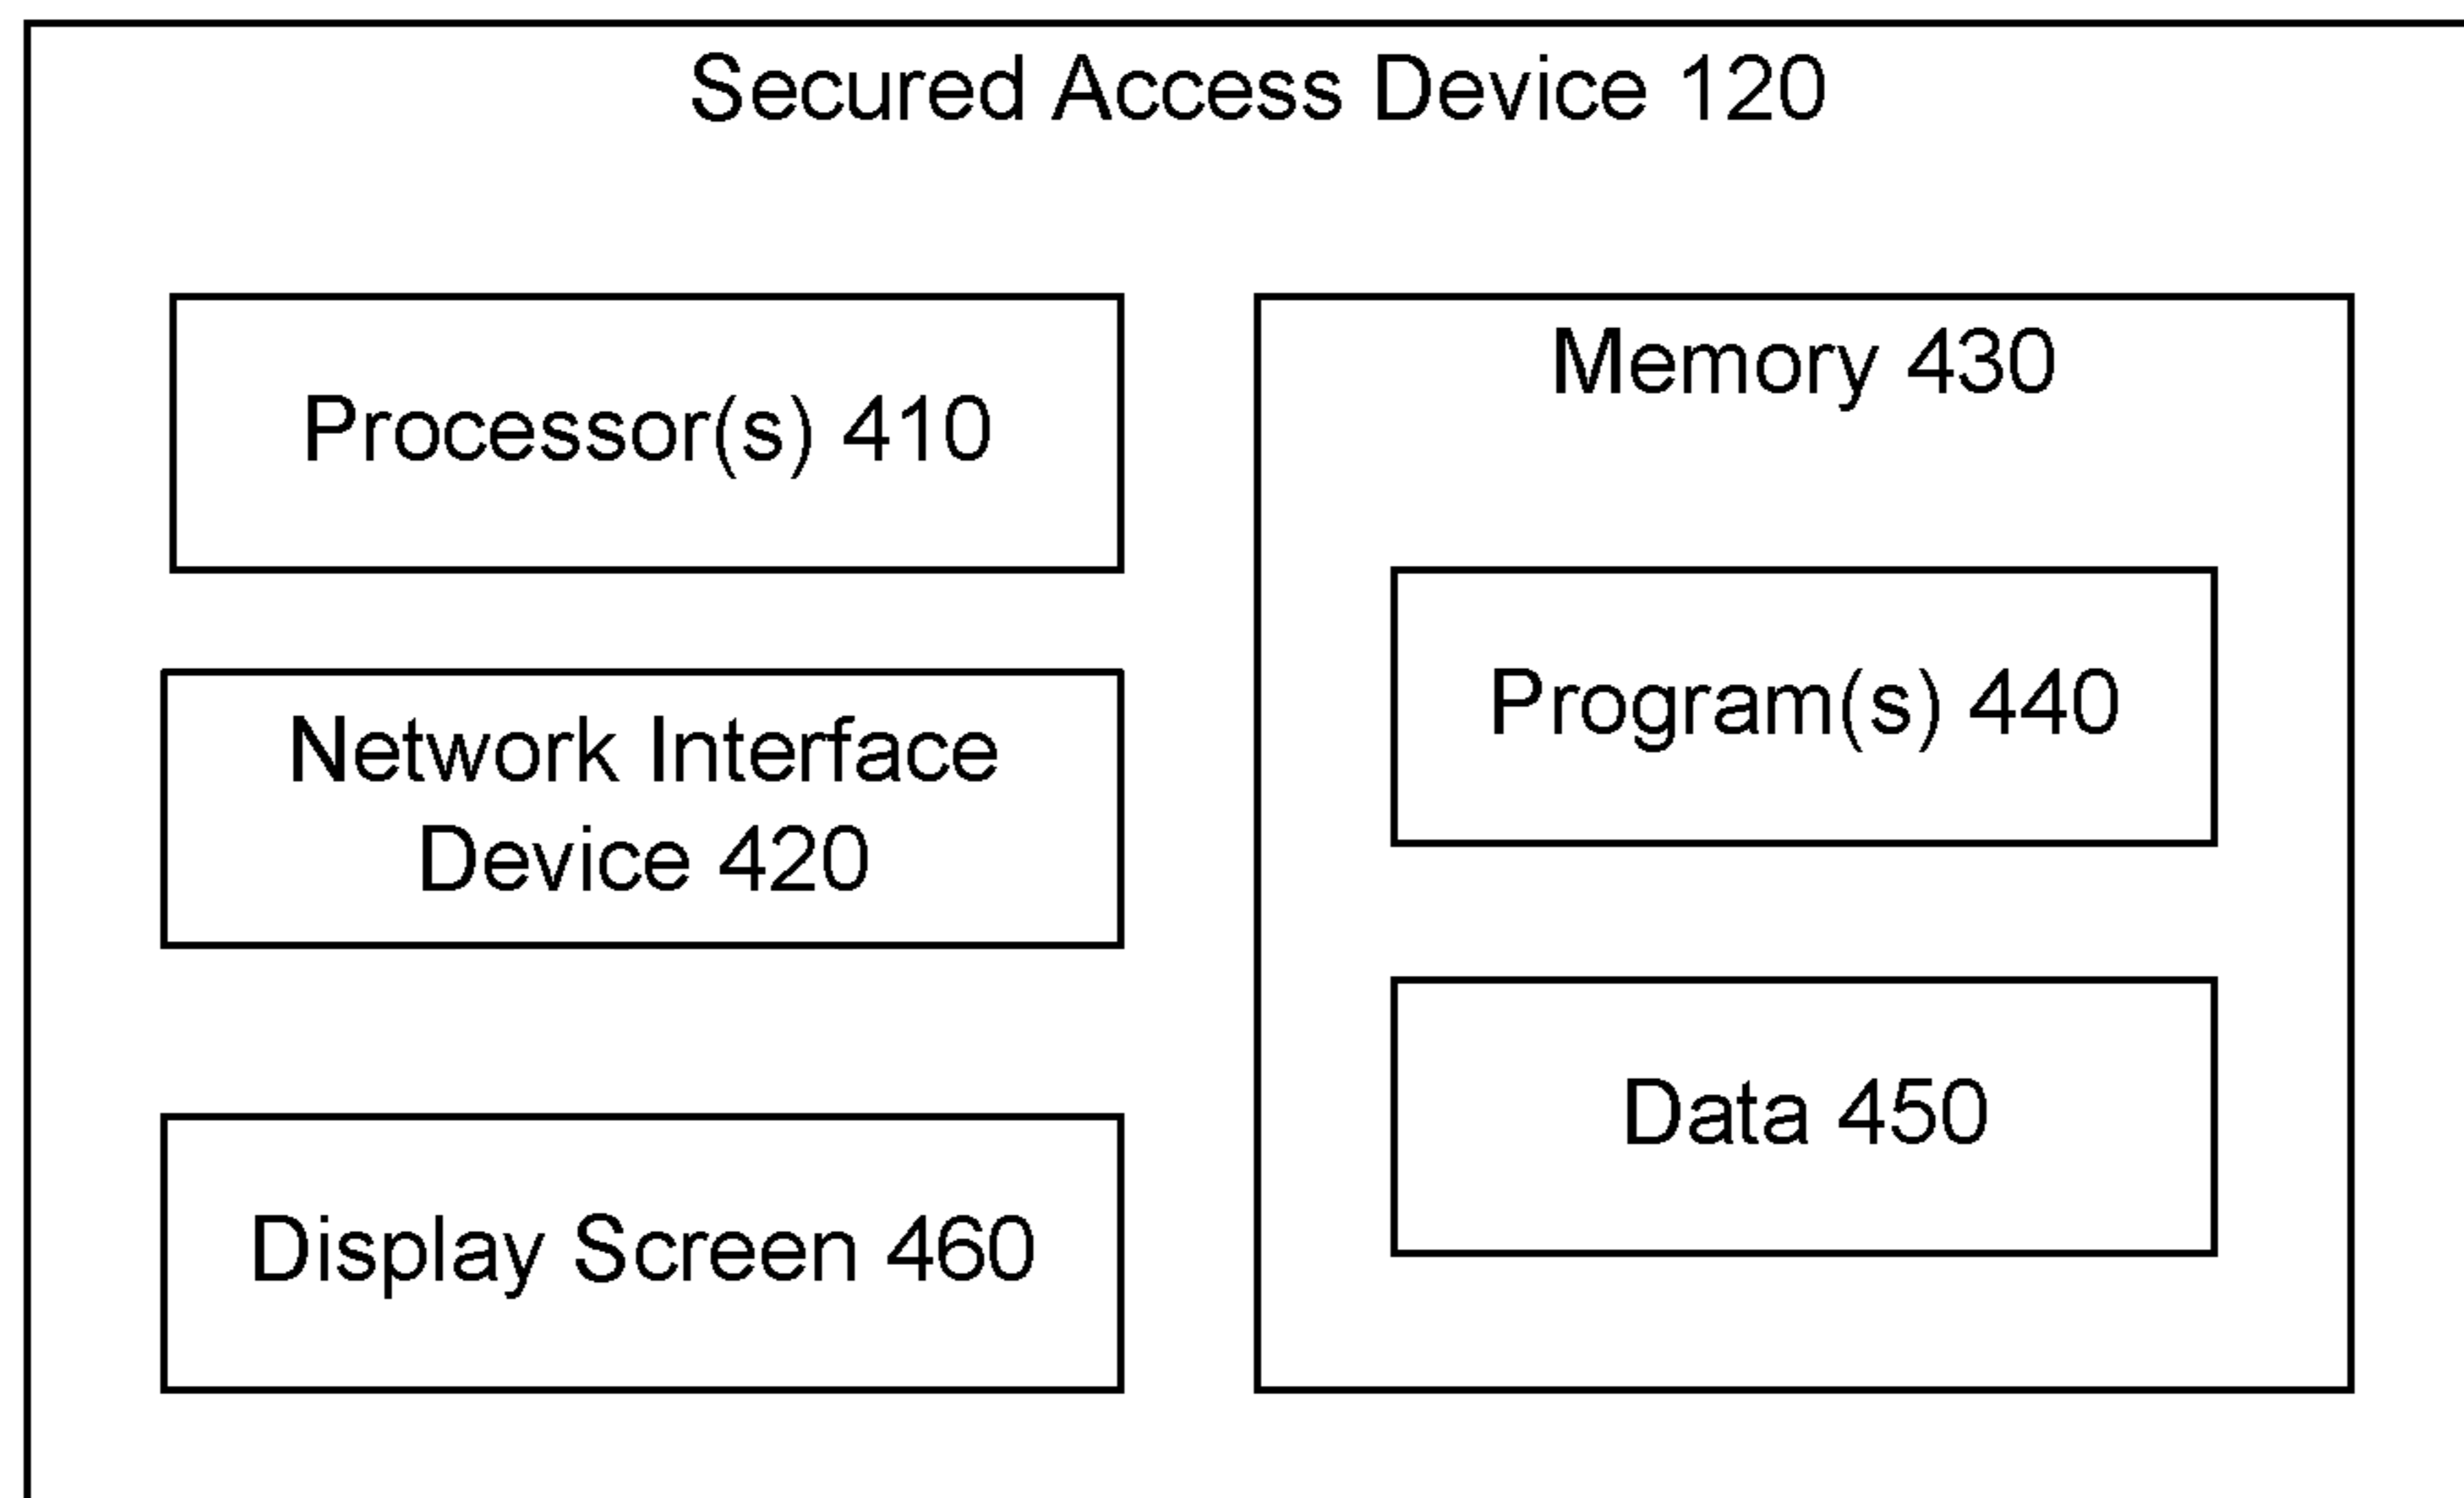 Secured Access Device 120
Processor(s) 410
Network Interface
Device 420
Display Screen 460
Memory 430
Program(s) 440
Data 450